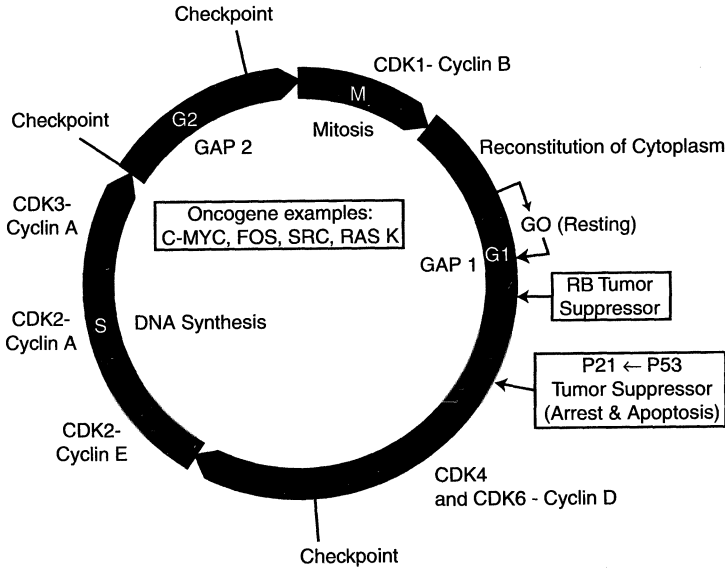 Checkpoint
CDK1- Cyclin B
M
Mitosis
G2
GAP 2
Checkpoint
Reconstitution of Cytoplasm
CDK3-
Cyclin A
Oncogene examples:
C-MYC, FOS, SRC, RAS K
GO (Resting)
G1
GAP 1
RB Tumor
Suppressor
CDK2-
Cyclin A
S
DNA Synthesis
P21 ← P53
Tumor Suppressor
(Arrest & Apoptosis)
CDK2-
Cyclin E
CDK4
and CDK6 - Cyclin D
Checkpoint